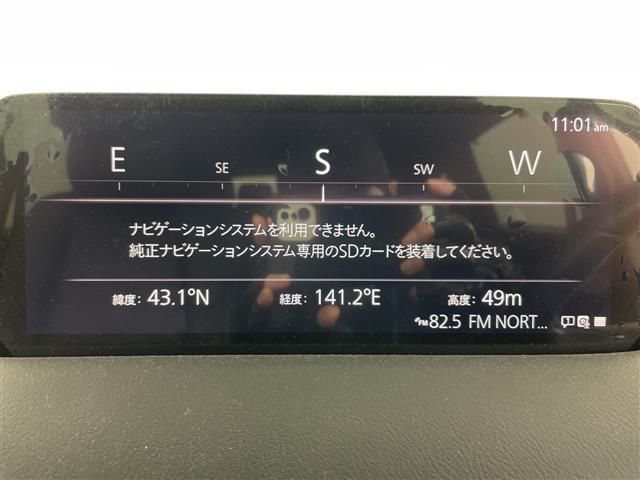 11:01am
E SE S SW W
ナビゲーションシステムを利用できません。
純正ナビゲーションシステム専用のSDカードを装着してください。
緯度: 43.1°N 経度: 141.2°E 高度: 49m
FM 82.5 FM NORT...